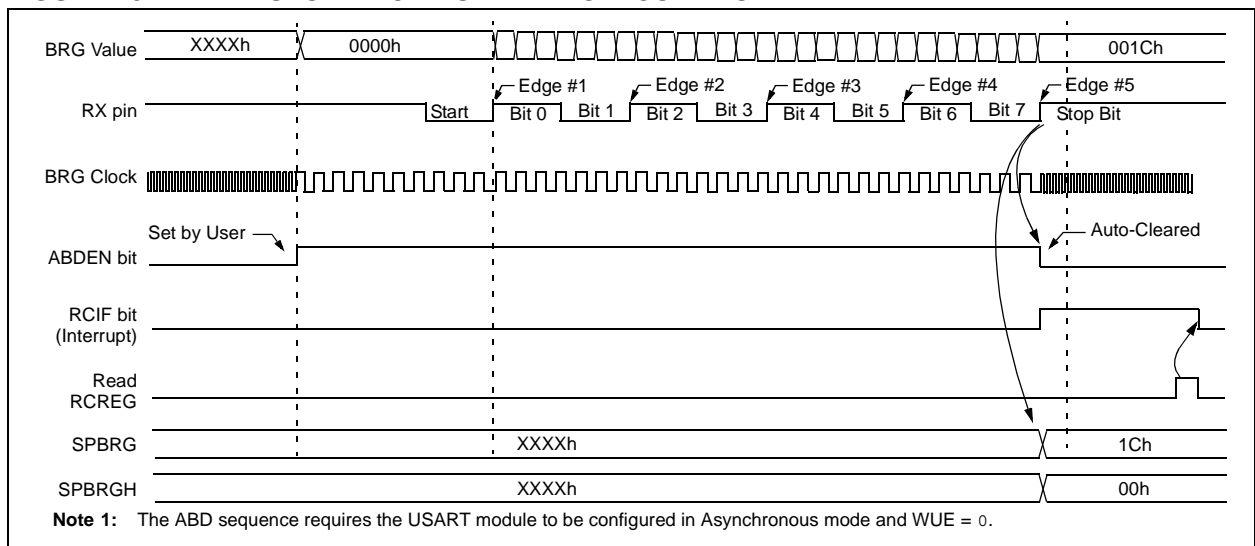 BRG Value XXXXh 0000h 001Ch
Edge #1 Edge #2 Edge #3 Edge #4 Edge #5
RX pin Start Bit 0 Bit 1 Bit 2 Bit 3 Bit 4 Bit 5 Bit 6 Bit 7 Stop Bit
BRG Clock
Set by User Auto-Cleared
ABDEN bit
RCIF bit
(Interrupt)
Read
RCREG
SPBRG XXXXh 1Ch
SPBRGH XXXXh 00h
Note 1: The ABD sequence requires the USART module to be configured in Asynchronous mode and WUE = 0.